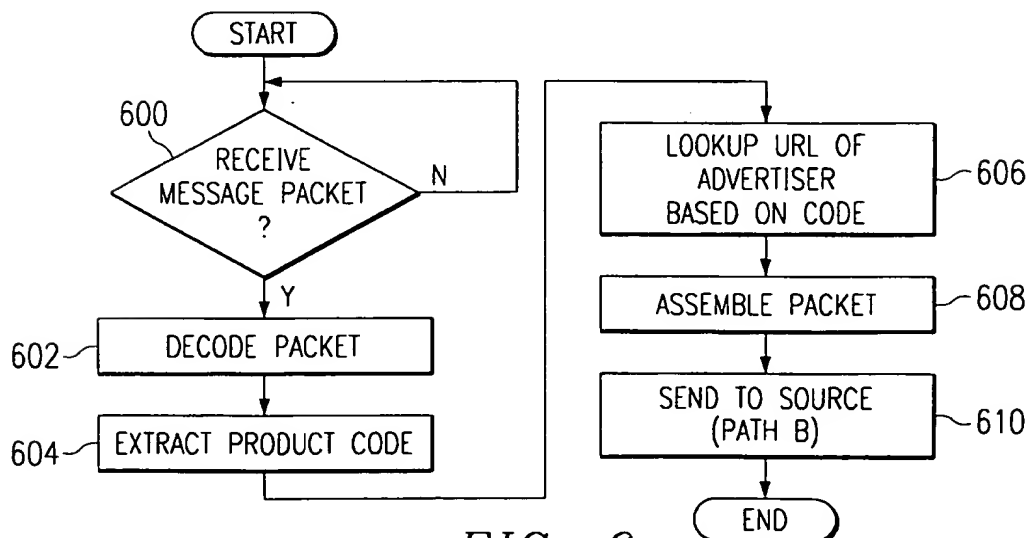 START
600
RECEIVE
MESSAGE PACKET
?
N
Y
602
DECODE PACKET
604
EXTRACT PRODUCT CODE
LOOKUP URL OF
ADVERTISER
BASED ON CODE
606
ASSEMBLE PACKET
608
SEND TO SOURCE
(PATH B)
610
END